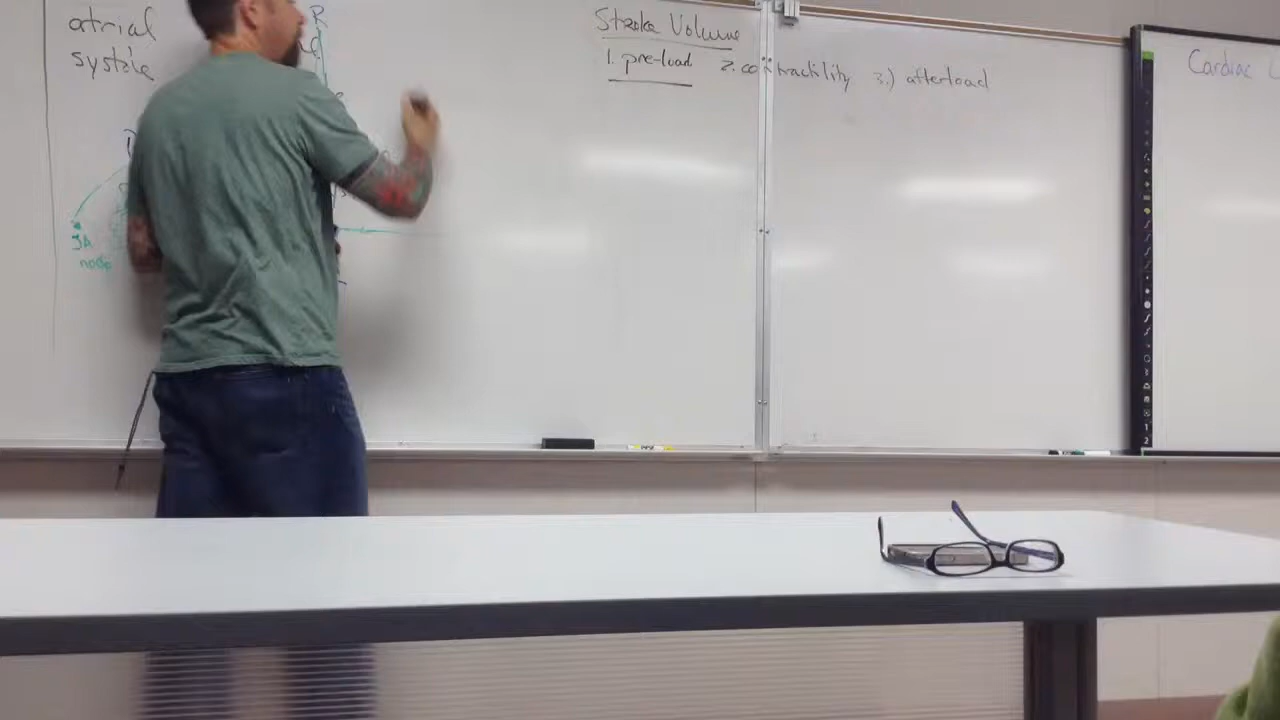 atrial
systole
R
SA
node
Stroke Volume
1. pre-load 2. contractility 3.) afterload
Cardiac